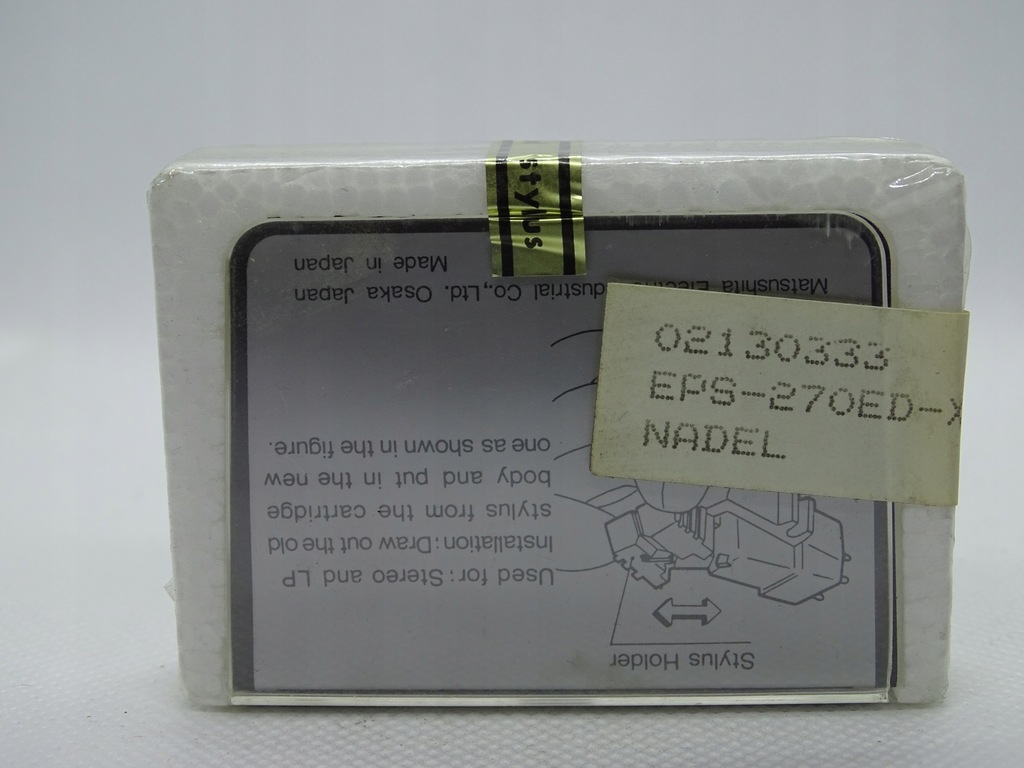 stylus
02130333
EPS-270ED-X
NADEL
Stylus Holder
Used for: Stereo and LP
Installation: Draw out the old
stylus from the cartridge
body and put in the new
one as shown in the figure.
Matsushita Electric Industrial Co.,Ltd. Osaka Japan
Made in Japan